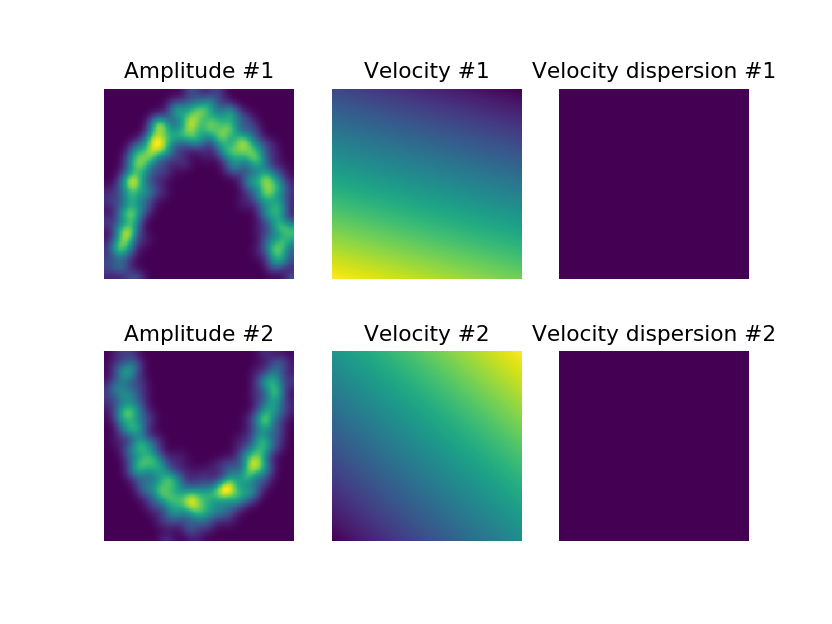 Amplitude #1
Velocity #1
Velocity dispersion #1
Amplitude #2
Velocity #2
Velocity dispersion #2